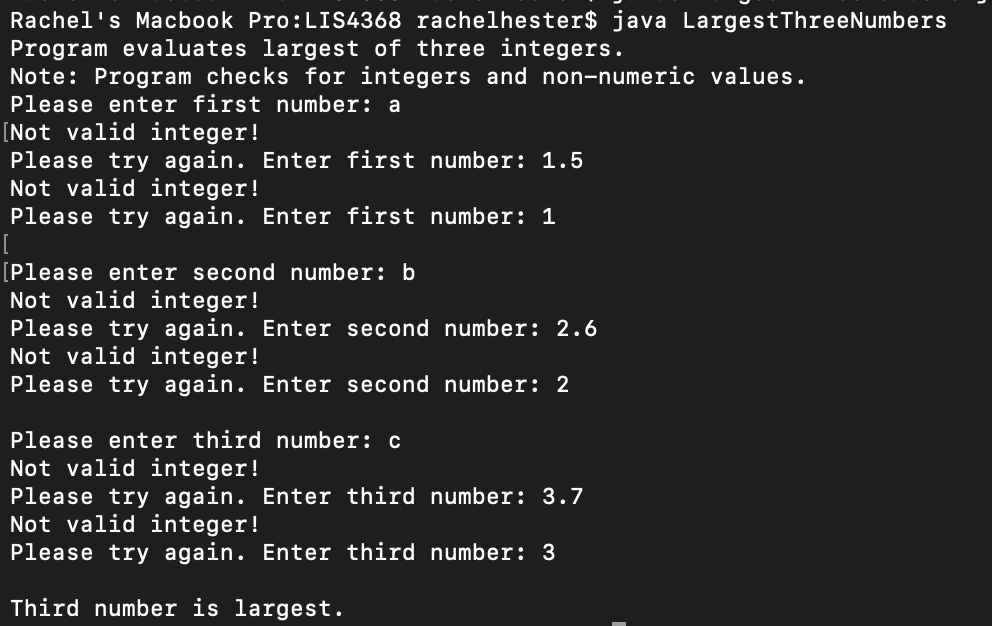 Rachel's Macbook Pro:LIS4368 rachelhester$ java LargestThreeNumbers
Program evaluates largest of three integers.
Note: Program checks for integers and non-numeric values.
Please enter first number: a
[Not valid integer!
Please try again. Enter first number: 1.5
Not valid integer!
Please try again. Enter first number: 1
[
[Please enter second number: b
Not valid integer!
Please try again. Enter second number: 2.6
Not valid integer!
Please try again. Enter second number: 2
Please enter third number: c
Not valid integer!
Please try again. Enter third number: 3.7
Not valid integer!
Please try again. Enter third number: 3
Third number is largest.